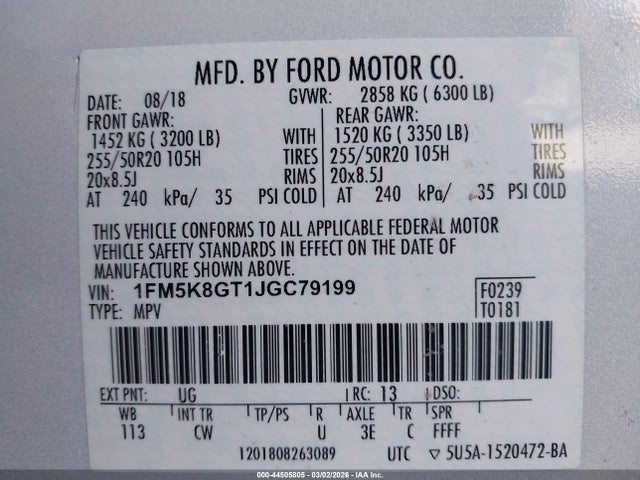 MFD. BY FORD MOTOR CO.
DATE: 08/18 GVWR: 2858 KG ( 6300 LB)
FRONT GAWR: REAR GAWR:
1452 KG ( 3200 LB) WITH 1520 KG ( 3350 LB) WITH
255/50R20 105H TIRES 255/50R20 105H TIRES
20x8.5J RIMS 20x8.5J RIMS
AT 240 kPa/ 35 PSI COLD AT 240 kPa/ 35 PSI COLD
THIS VEHICLE CONFORMS TO ALL APPLICABLE FEDERAL MOTOR
VEHICLE SAFETY STANDARDS IN EFFECT ON THE DATE OF
MANUFACTURE SHOWN ABOVE.
VIN: 1FM5K8GT1JGC79199 F0239
TYPE: MPV T0181
EXT PNT: UG RC: 13 DSO:
WB INT TR TP/PS R AXLE TR SPR
113 CW U 3E C FFFF
1201808263089 UTC ▽ 5U5A-1520472-BA
000-44505805 - 03/02/2026 - IAAI, Inc.